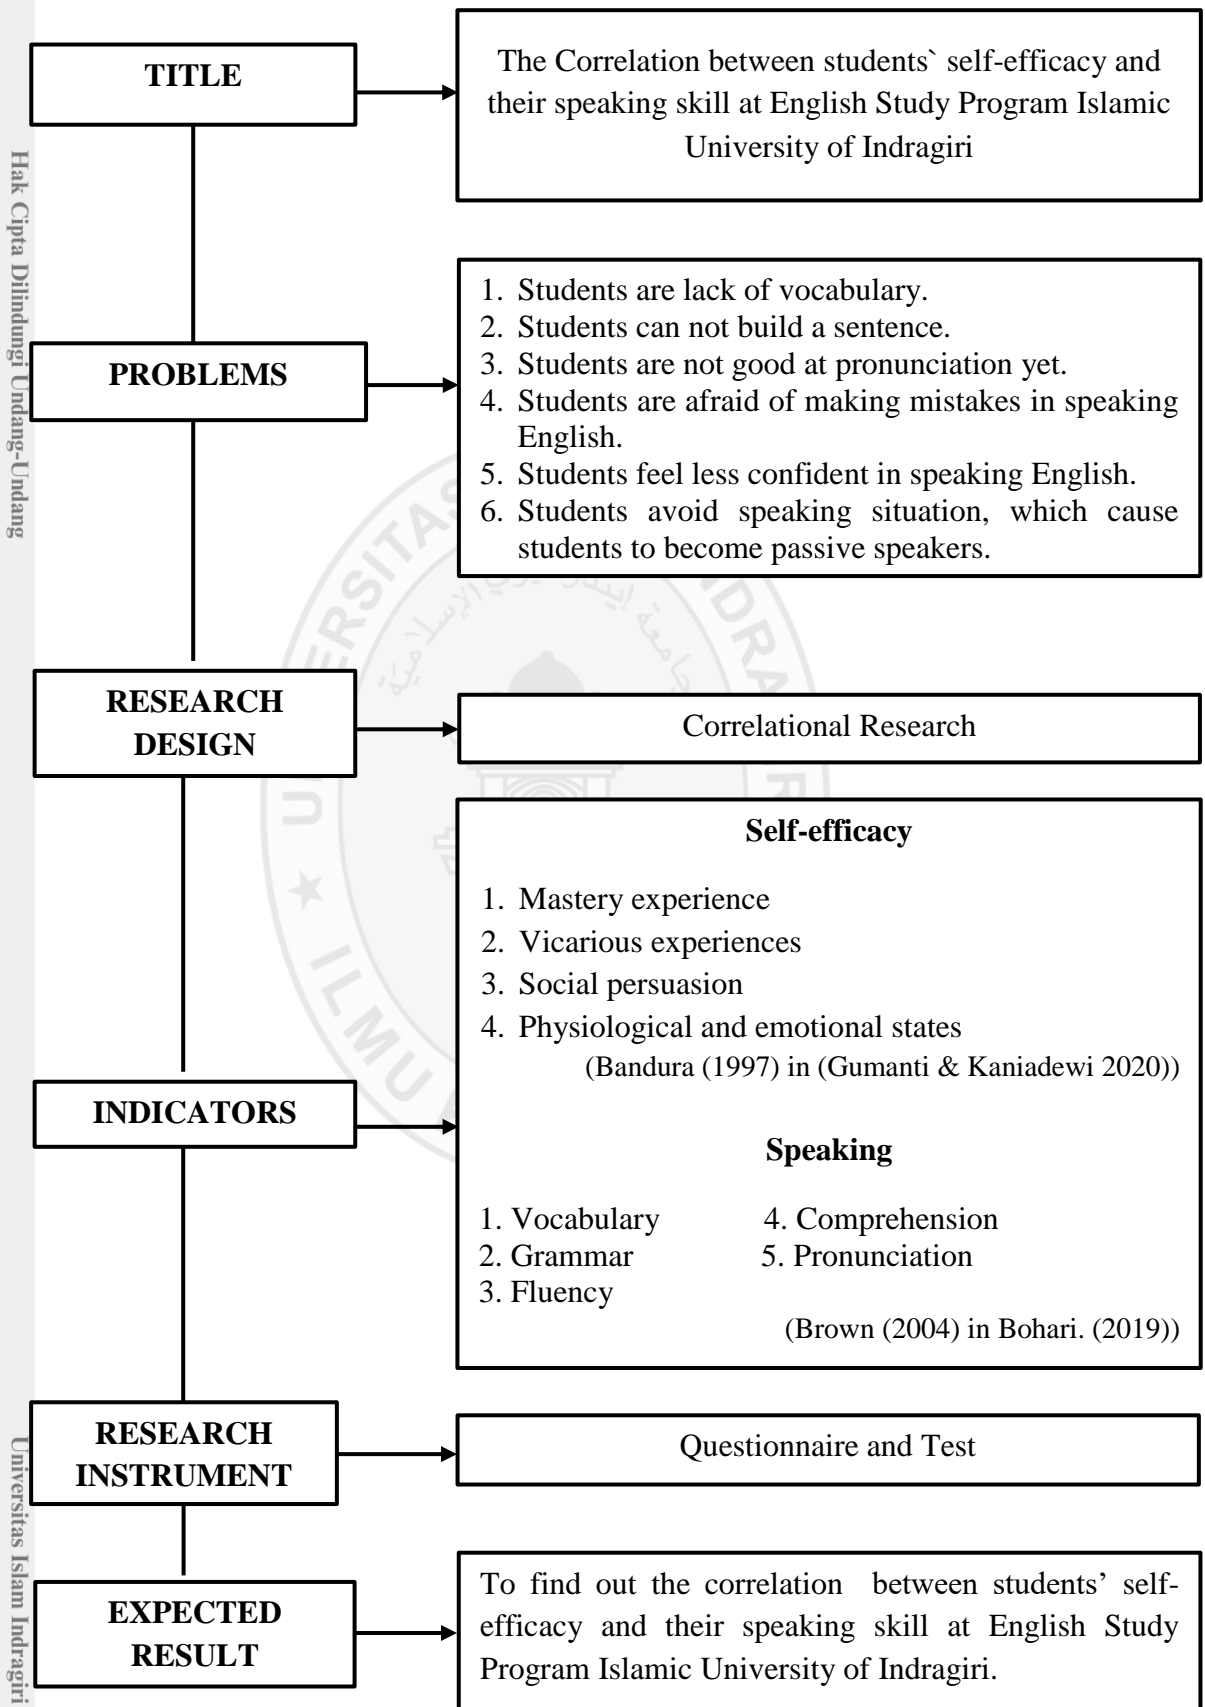 TITLE
The Correlation between students` self-efficacy and
their speaking skill at English Study Program Islamic
University of Indragiri
PROBLEMS
1. Students are lack of vocabulary.
2. Students can not build a sentence.
3. Students are not good at pronunciation yet.
4. Students are afraid of making mistakes in speaking
English.
5. Students feel less confident in speaking English.
6. Students avoid speaking situation, which cause
students to become passive speakers.
RESEARCH
DESIGN
Correlational Research
INDICATORS
Self-efficacy
1. Mastery experience
2. Vicarious experiences
3. Social persuasion
4. Physiological and emotional states
(Bandura (1997) in (Gumanti & Kaniadewi 2020))
Speaking
1. Vocabulary 4. Comprehension
2. Grammar 5. Pronunciation
3. Fluency
(Brown (2004) in Bohari. (2019))
RESEARCH
INSTRUMENT
Questionnaire and Test
EXPECTED
RESULT
To find out the correlation between students’ self-
efficacy and their speaking skill at English Study
Program Islamic University of Indragiri.
Hak Cipta Dilindungi Undang-Undang
Universitas Islam Indragiri